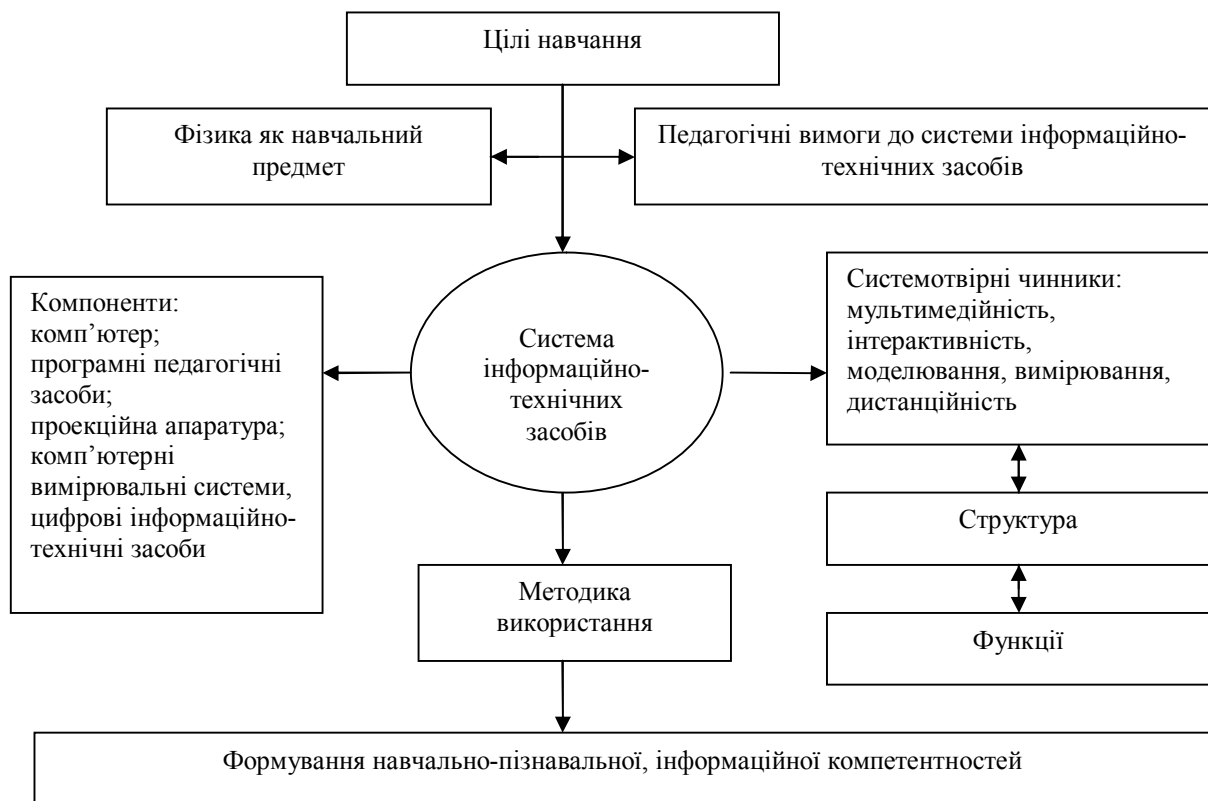 Цілі навчання
Фізика як навчальний
предмет
Педагогічні вимоги до системи інформаційно-
технічних засобів
Компоненти:
комп’ютер;
програмні педагогічні
засоби;
проекційна апаратура;
комп’ютерні
вимірювальні системи,
цифрові інформаційно-
технічні засоби
Система
інформаційно-
технічних
засобів
Системотвірні чинники:
мультимедійність,
інтерактивність,
моделювання, вимірювання,
дистанційність
Структура
Функції
Методика
використання
Формування навчально-пізнавальної, інформаційної компетентностей